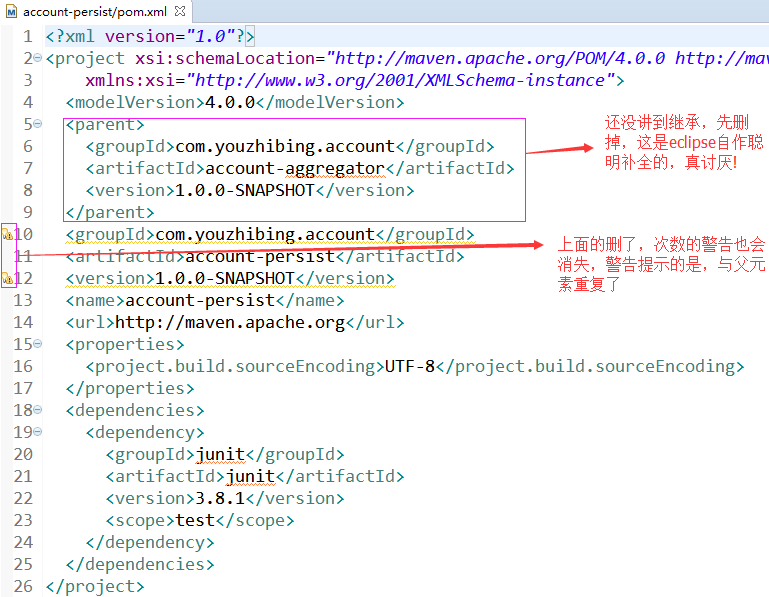 account-persist/pom.xml
1 <?xml version="1.0"?>
2 <project xsi:schemaLocation="http://maven.apache.org/POM/4.0.0 http://mav
3 xmlns:xsi="http://www.w3.org/2001/XMLSchema-instance">
4 <modelVersion>4.0.0</modelVersion>
5 <parent>
6 <groupId>com.youzhibing.account</groupId>
7 <artifactId>account-aggregator</artifactId>
8 <version>1.0.0-SNAPSHOT</version>
9 </parent>
还没讲到继承，先删
掉，这是eclipse自作聪
明补全的，真讨厌!
10 <groupId>com.youzhibing.account</groupId>
11 <artifactId>account-persist</artifactId>
12 <version>1.0.0-SNAPSHOT</version>
上面的删了，次数的警告也会
消失，警告提示的是，与父元
素重复了
13 <name>account-persist</name>
14 <url>http://maven.apache.org</url>
15 <properties>
16 <project.build.sourceEncoding>UTF-8</project.build.sourceEncoding>
17 </properties>
18 <dependencies>
19 <dependency>
20 <groupId>junit</groupId>
21 <artifactId>junit</artifactId>
22 <version>3.8.1</version>
23 <scope>test</scope>
24 </dependency>
25 </dependencies>
26 </project>